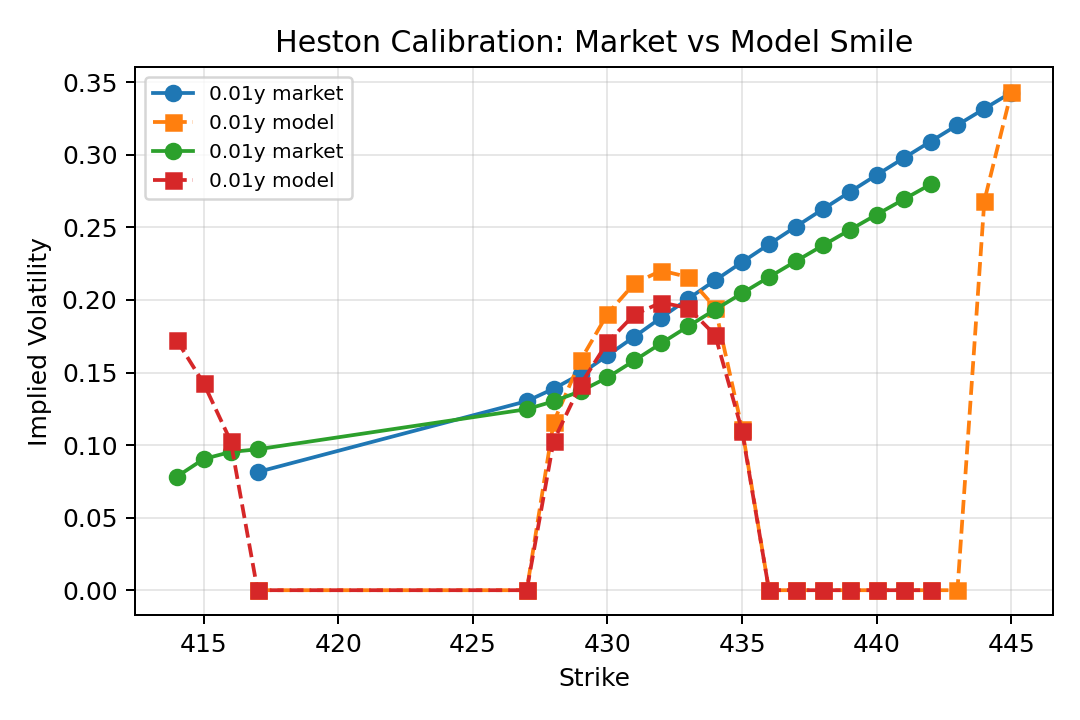 Heston Calibration: Market vs Model Smile
0.01y market
0.01y model
0.01y market
0.01y model
Implied Volatility
0.35
0.30
0.25
0.20
0.15
0.10
0.05
0.00
415 420 425 430 435 440 445
Strike